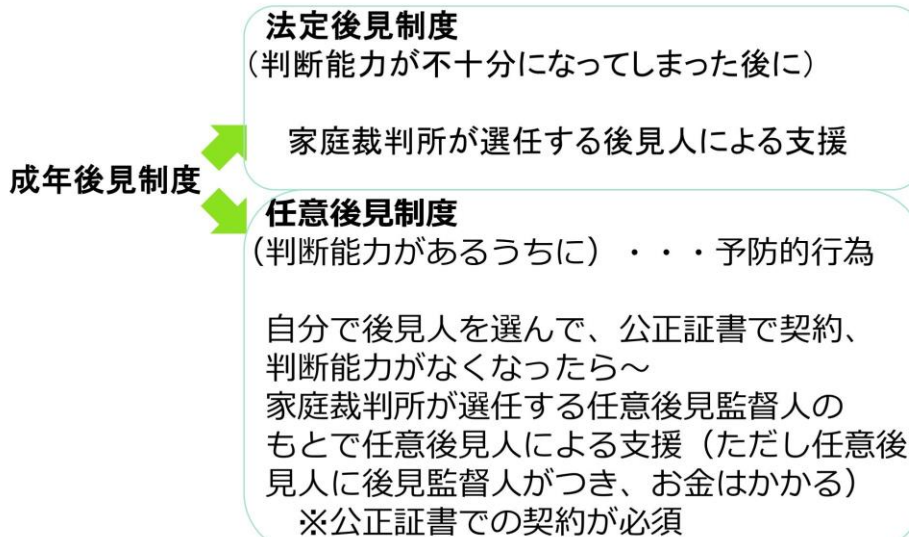 法定後見制度
（判断能力が不十分になってしまった後に）
家庭裁判所が選任する後見人による支援
成年後見制度
任意後見制度
（判断能力があるうちに）・・・予防的行為
自分で後見人を選んで、公正証書で契約、
判断能力がなくなったら～
家庭裁判所が選任する任意後見監督人の
もとで任意後見人による支援（ただし任意後
見人に後見監督人がつき、お金はかかる）
※公正証書での契約が必須